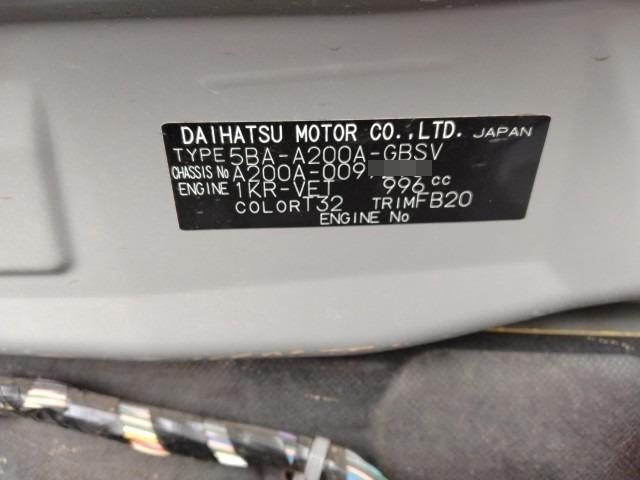 DAIHATSU MOTOR CO.,LTD. JAPAN
TYPE 5BA-A200A-GBSV
CHASSIS No A200A-009
ENGINE 1KR-VET 996 cc
COLOR T32 TRIM FB20
ENGINE No